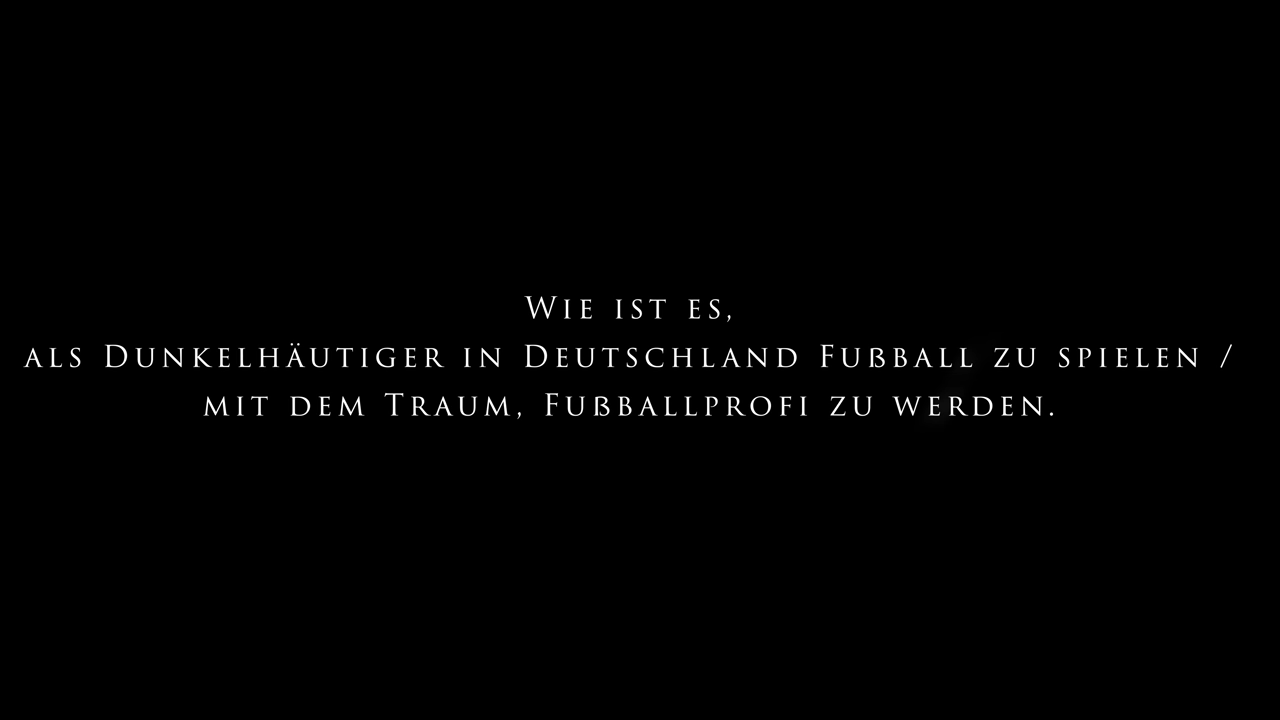 Wie ist es,
als Dunkelhäutiger in Deutschland Fußball zu spielen /
mit dem Traum, Fußballprofi zu werden.